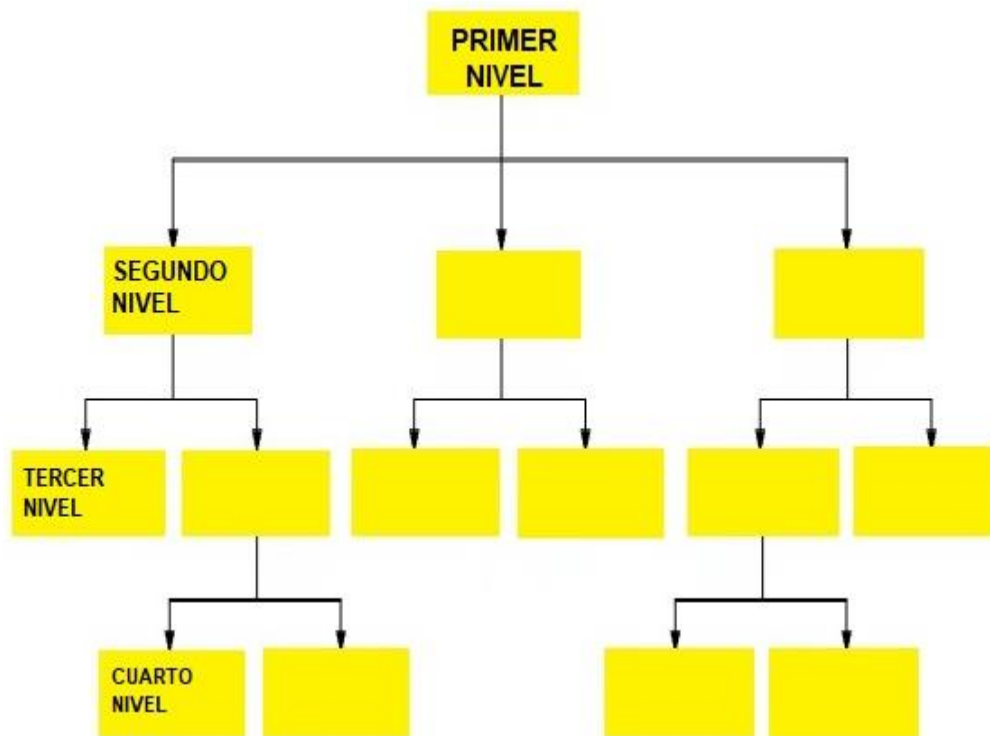 PRIMER
NIVEL
SEGUNDO
NIVEL
TERCER
NIVEL
CUARTO
NIVEL